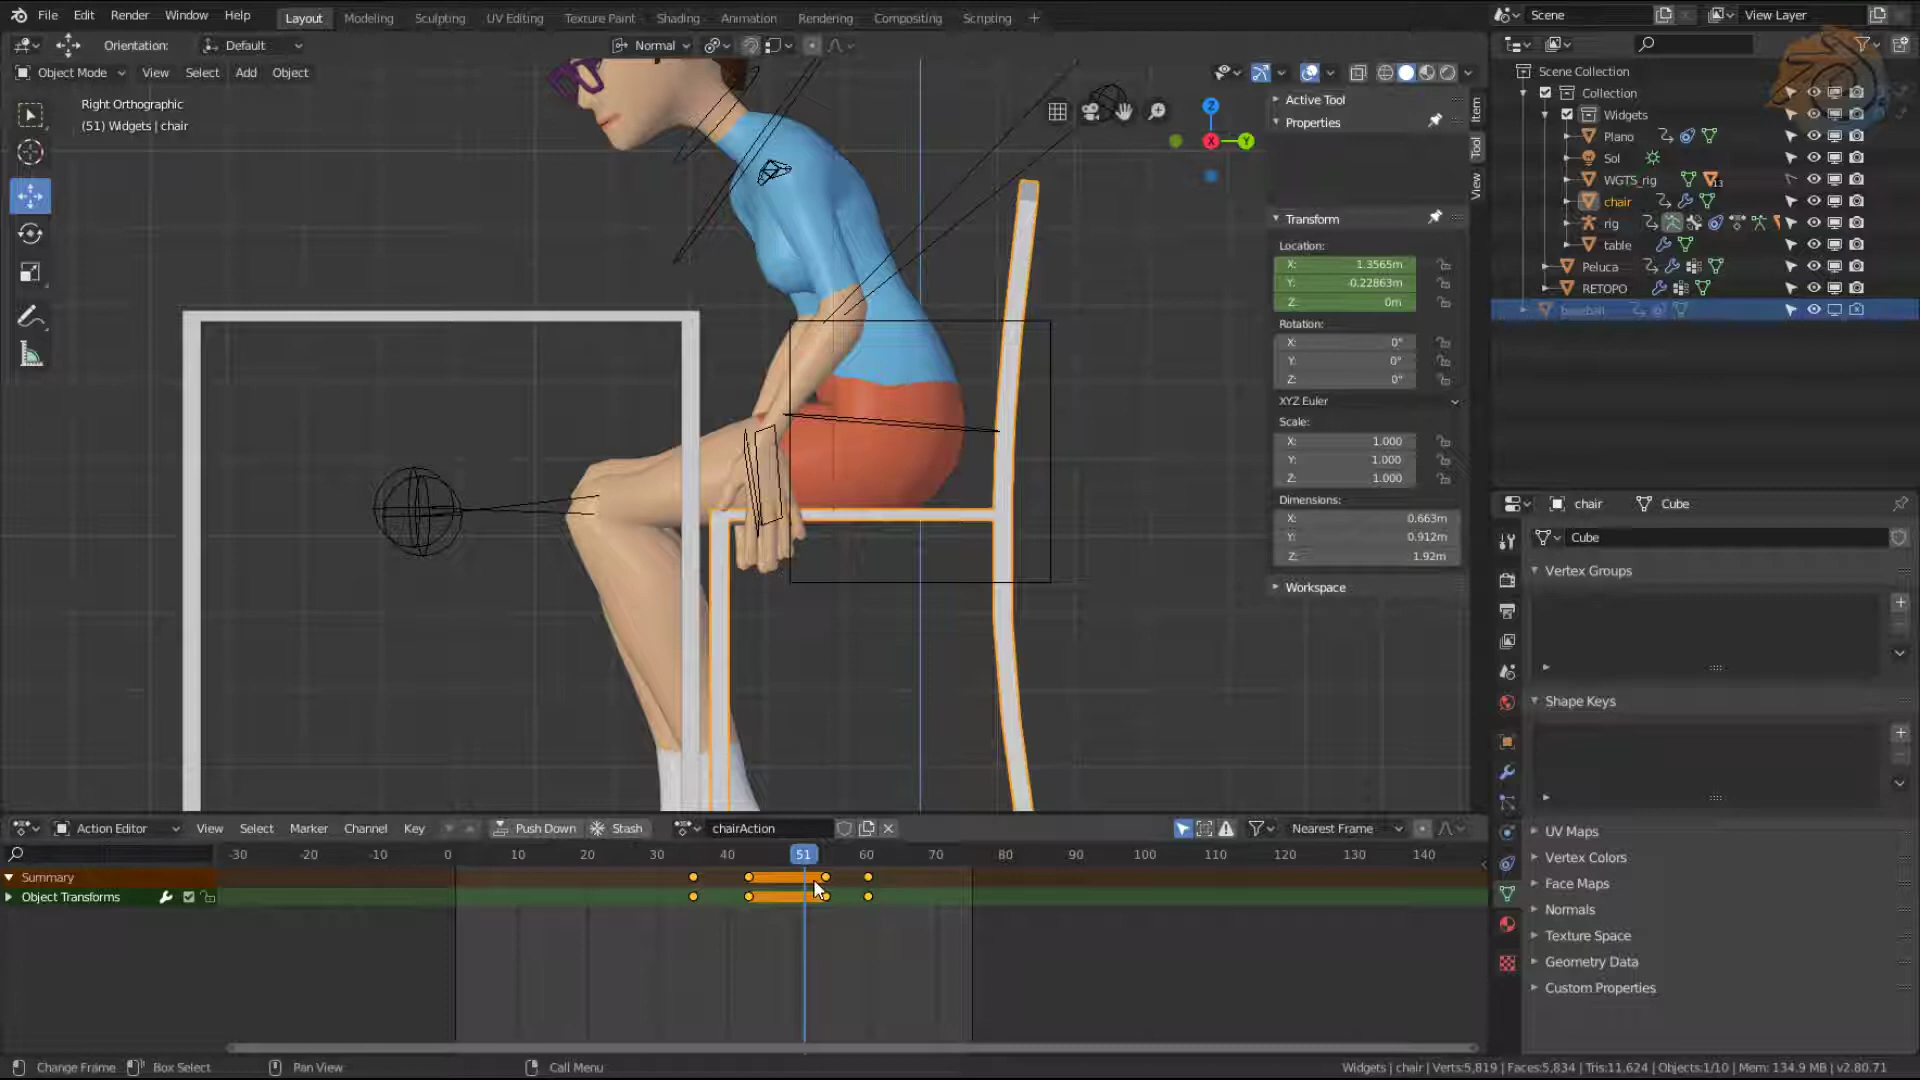 File Edit Render Window Help Layout Modeling Sculpting UV Editing Texture Paint Shading Animation Rendering Compositing Scripting + Scene View Layer
Orientation: Default Normal
Object Mode View Select Add Object
Right Orthographic
(51) Widgets | chair
Z
X
Y
Active Tool
Properties
Transform
Location:
X: 1.3565m
Y: -0.22863m
Z: 0m
Rotation:
X: 0°
Y: 0°
Z: 0°
XYZ Euler
Scale:
X: 1.000
Y: 1.000
Z: 1.000
Dimensions:
X: 0.663m
Y: 0.912m
Z: 1.92m
Workspace
Item
Tool
View
Scene Collection
Collection
Widgets
Plano
Sol
WGTS_rig 13
chair
rig
table
Peluca
RETOPO
chair Cube
Cube
Vertex Groups
Shape Keys
UV Maps
Vertex Colors
Face Maps
Normals
Texture Space
Geometry Data
Custom Properties
Action Editor View Select Marker Channel Key Push Down Stash chairAction Nearest Frame
-30 -20 -10 0 10 20 30 40 51 60 70 80 90 100 110 120 130 140
Summary
Object Transforms
Change Frame Box Select Pan View Call Menu Widgets | chair | Verts:5,819 | Faces:5,834 | Tris:11,624 | Objects:1/10 | Mem: 134.9 MB | v2.80.71